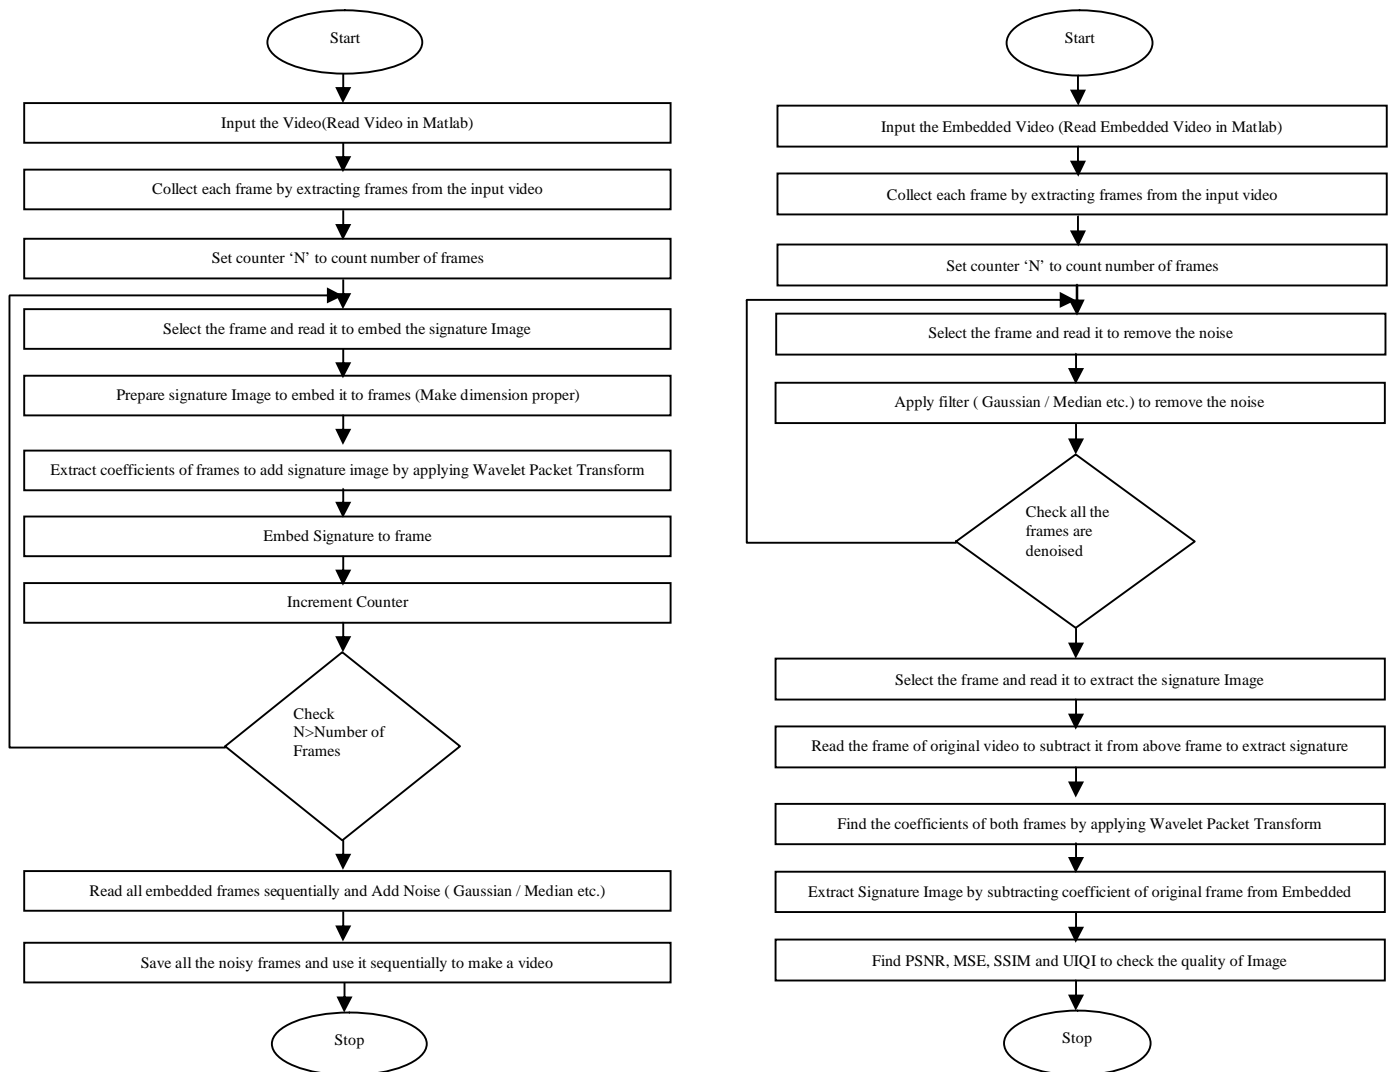 Start
Input the Video(Read Video in Matlab)
Collect each frame by extracting frames from the input video
Set counter ‘N’ to count number of frames
Select the frame and read it to embed the signature Image
Prepare signature Image to embed it to frames (Make dimension proper)
Extract coefficients of frames to add signature image by applying Wavelet Packet Transform
Embed Signature to frame
Increment Counter
Check
N>Number of
Frames
Read all embedded frames sequentially and Add Noise ( Gaussian / Median etc.)
Save all the noisy frames and use it sequentially to make a video
Stop
Start
Input the Embedded Video (Read Embedded Video in Matlab)
Collect each frame by extracting frames from the input video
Set counter ‘N’ to count number of frames
Select the frame and read it to remove the noise
Apply filter ( Gaussian / Median etc.) to remove the noise
Check all the
frames are
denoised
Select the frame and read it to extract the signature Image
Read the frame of original video to subtract it from above frame to extract signature
Find the coefficients of both frames by applying Wavelet Packet Transform
Extract Signature Image by subtracting coefficient of original frame from Embedded
Find PSNR, MSE, SSIM and UIQI to check the quality of Image
Stop